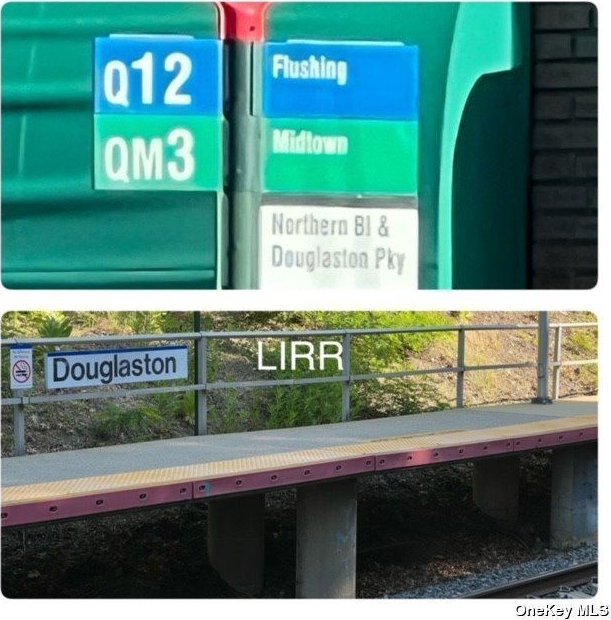 Q12
Flushing
QM3
Midtown
Northern Bl &
Douglaston Pky
Douglaston
LIRR
OneKey MLS